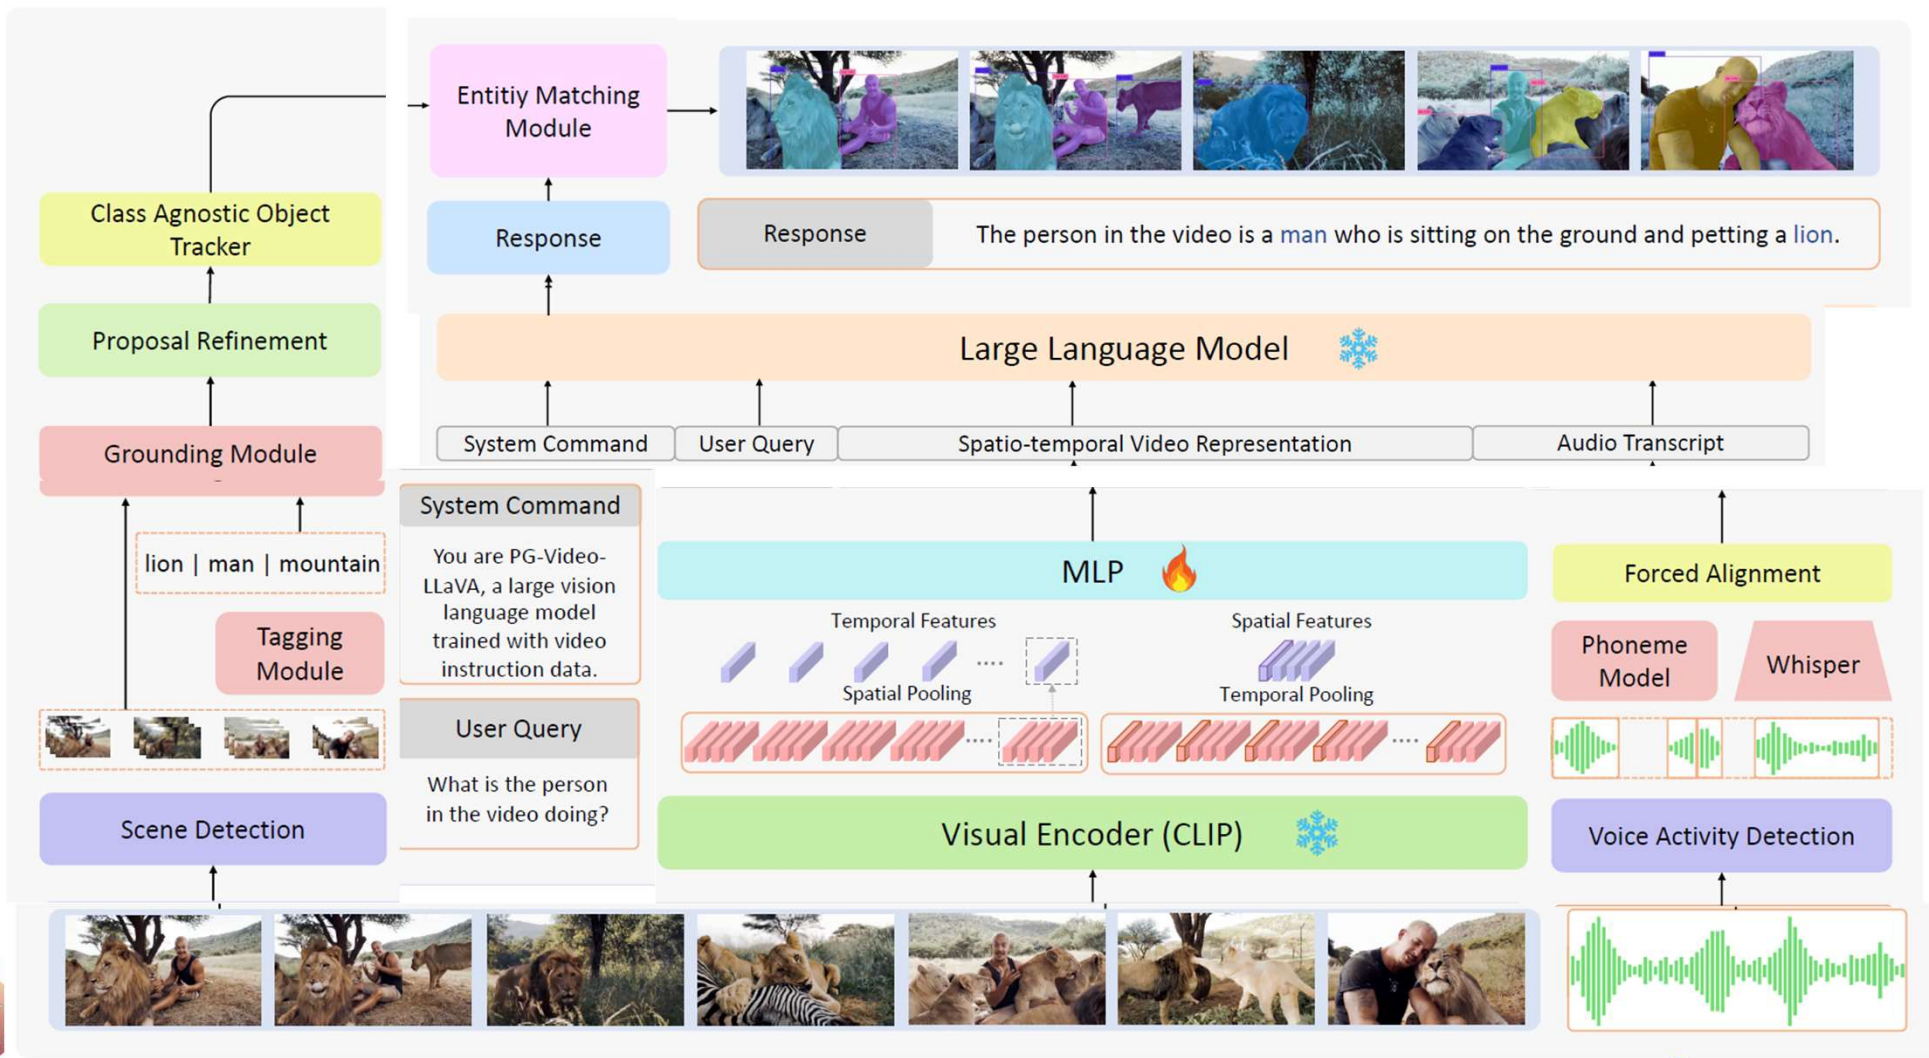 Entitiy Matching
Module
Class Agnostic Object
Tracker
Response
Response
The person in the video is a man who is sitting on the ground and petting a lion.
Proposal Refinement
Large Language Model
Grounding Module
System Command
User Query
Spatio-temporal Video Representation
Audio Transcript
lion | man | mountain
Tagging
Module
Scene Detection
System Command
You are PG-Video-
LLaVA, a large vision
language model
trained with video
instruction data.
User Query
What is the person
in the video doing?
MLP
Temporal Features
Spatial Features
Spatial Pooling
Temporal Pooling
Visual Encoder (CLIP)
Forced Alignment
Phoneme
Model
Whisper
Voice Activity Detection